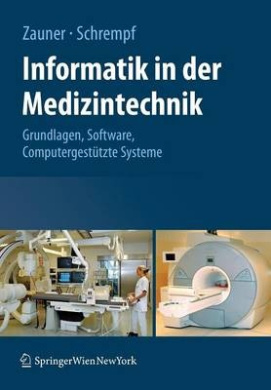 Zauner · Schrempf
Informatik in der
Medizintechnik
Grundlagen, Software,
Computergestützte Systeme
SpringerWienNewYork